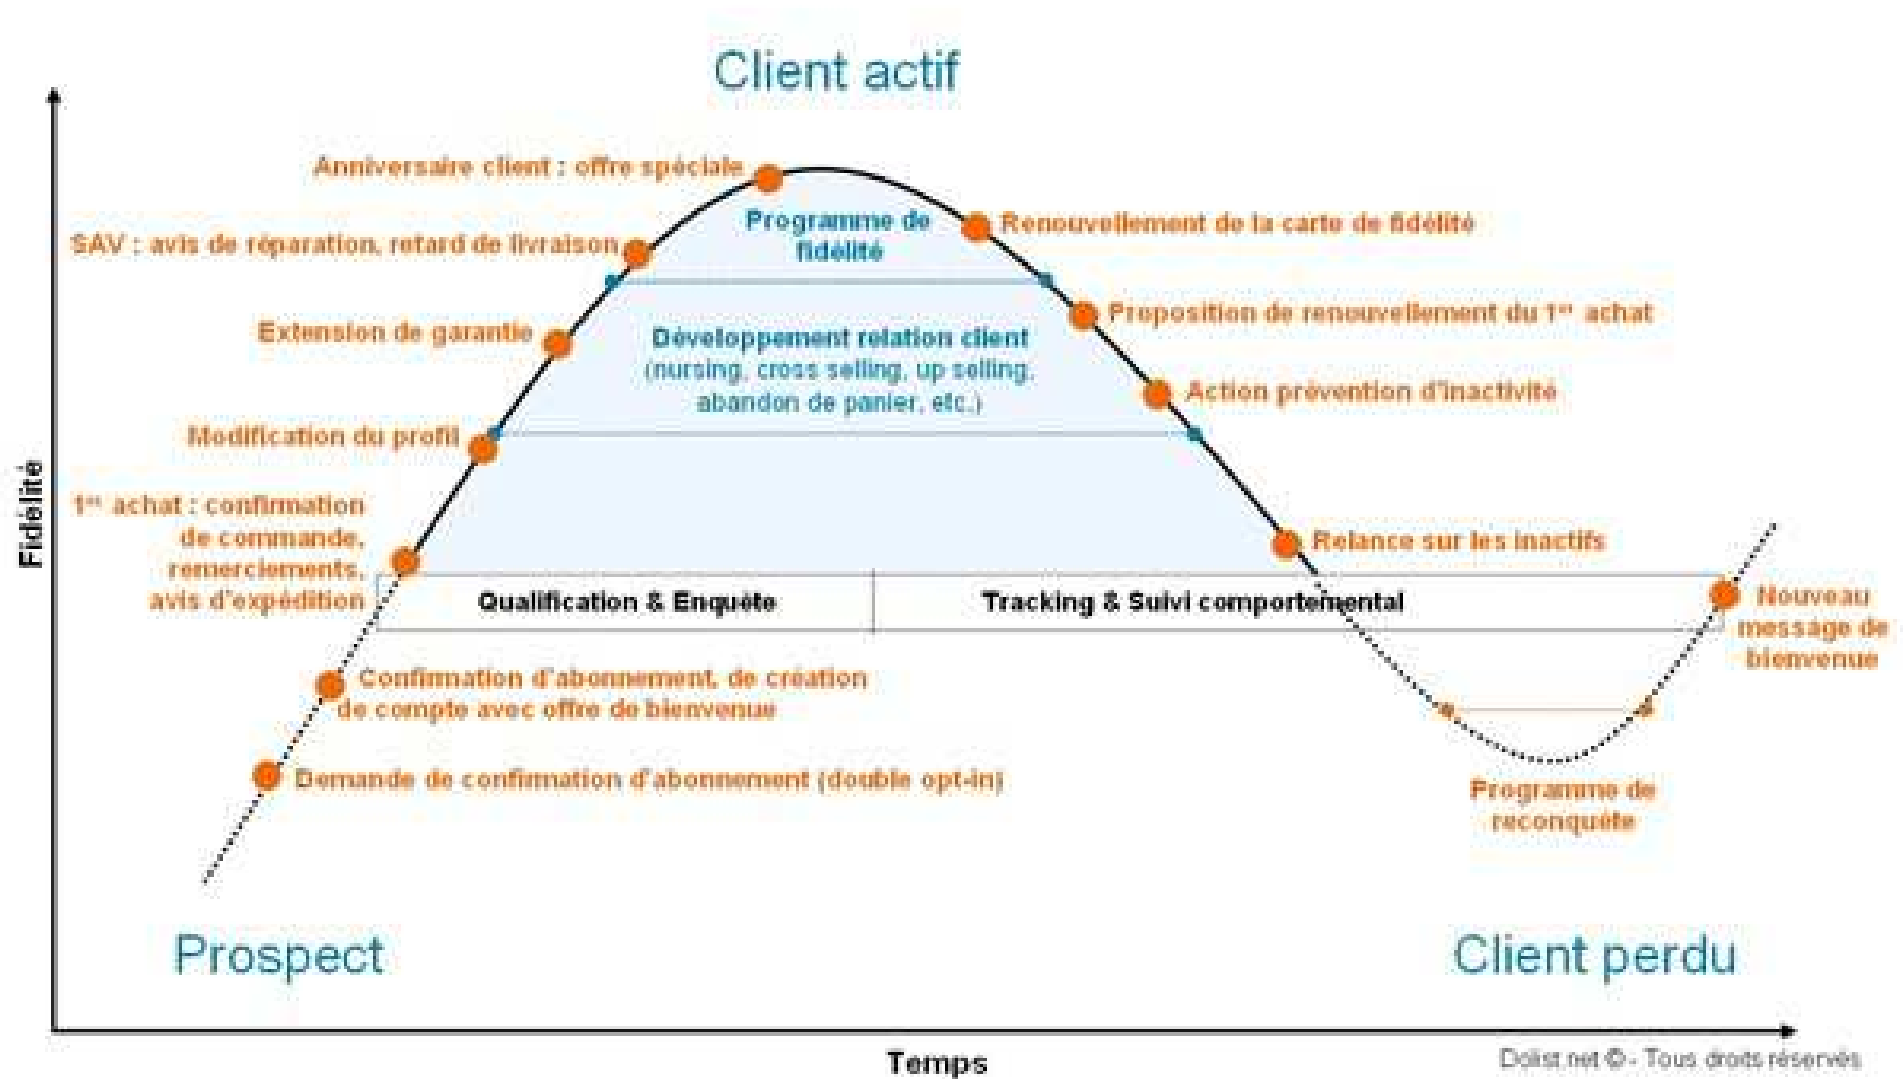 Client actif
Anniversaire client : offre spéciale
Programme de
fidélité
Renouvellement de la carte de fidélité
SAV : avis de réparation, retard de livraison
Extension de garantie
Développement relation client
(nursing, cross selling, up selling,
abandon de panier, etc.)
Proposition de renouvellement du 1er achat
Action prévention d'inactivité
Modification du profil
Fidélité
1er achat : confirmation
de commande,
remerciements,
avis d'expédition
Relance sur les inactifs
Qualification & Enquête
Tracking & Suivi comportemental
Nouveau
message de
bienvenue
Confirmation d'abonnement, de création
de compte avec offre de bienvenue
Demande de confirmation d'abonnement (double opt-in)
Programme de
reconquête
Prospect
Client perdu
Temps
Dolist.net © - Tous droits réservés